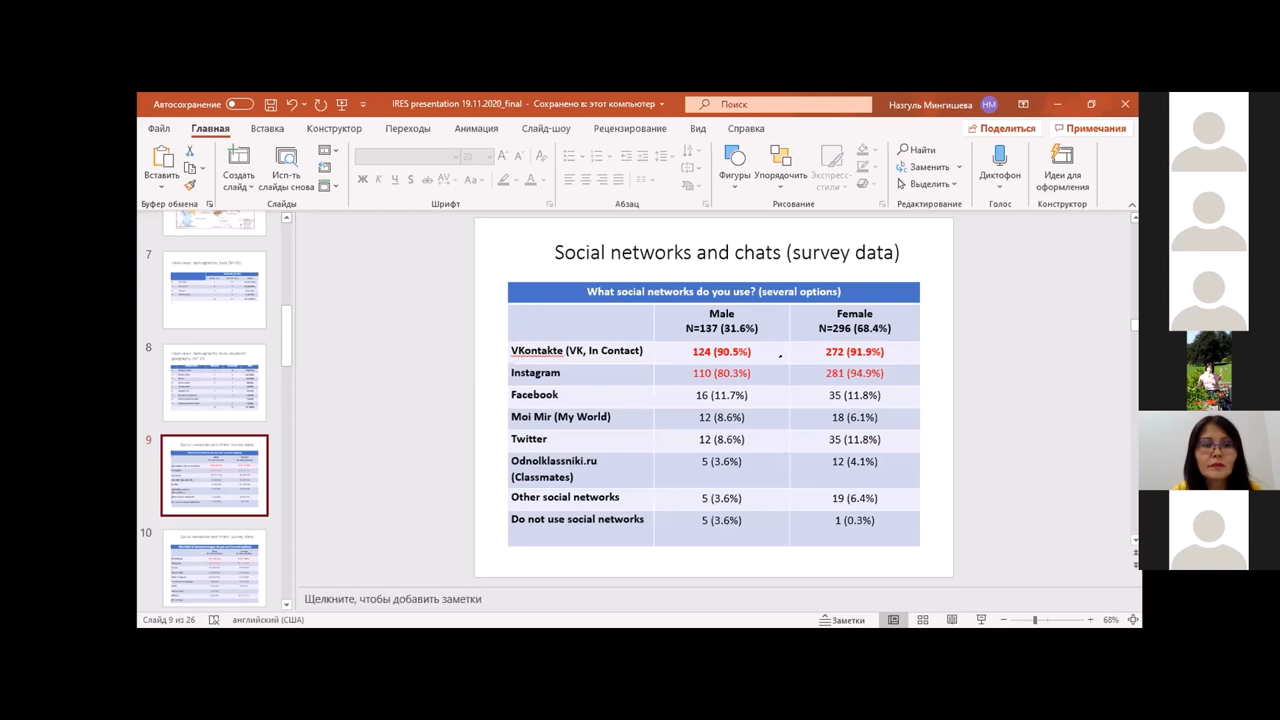 Автосохранение
IRES presentation 19.11.2020_final - Сохранено в: этот компьютер
Поиск
Назгуль Мингишева
НМ
Файл Главная Вставка Конструктор Переходы Анимация Слайд-шоу Рецензирование Вид Справка
Поделиться
Примечания
Вставить
Создать слайд
Исп-ть слайды снова
20
Ж К Ч S ab AV Aa
Фигуры
Упорядочить
Экспресс-стили
Найти
Заменить
Выделить
Диктофон
Идеи для оформления
Буфер обмена
Слайды
Шрифт
Абзац
Рисование
Редактирование
Голос
Конструктор
7
8
9
10
Social networks and chats (survey data)
What social networks do you use? (several options)
Male
N=137 (31.6%)
Female
N=296 (68.4%)
VKontakte (VK, In Contact) 124 (90.5%) 272 (91.9%)
Instagram 110 (80.3%) 281 (94.9%)
Facebook 16 (11.7%) 35 (11.8%)
Moi Mir (My World) 12 (8.6%) 18 (6.1%)
Twitter 12 (8.6%) 35 (11.8%)
Odnolklassniki.ru (Classmates) 5 (3.6%) 12 (4.1%)
Other social networks 5 (3.6%) 19 (6.4%)
Do not use social networks 5 (3.6%) 1 (0.3%)
Щелкните, чтобы добавить заметки
Слайд 9 из 26
английский (США)
Заметки
68%